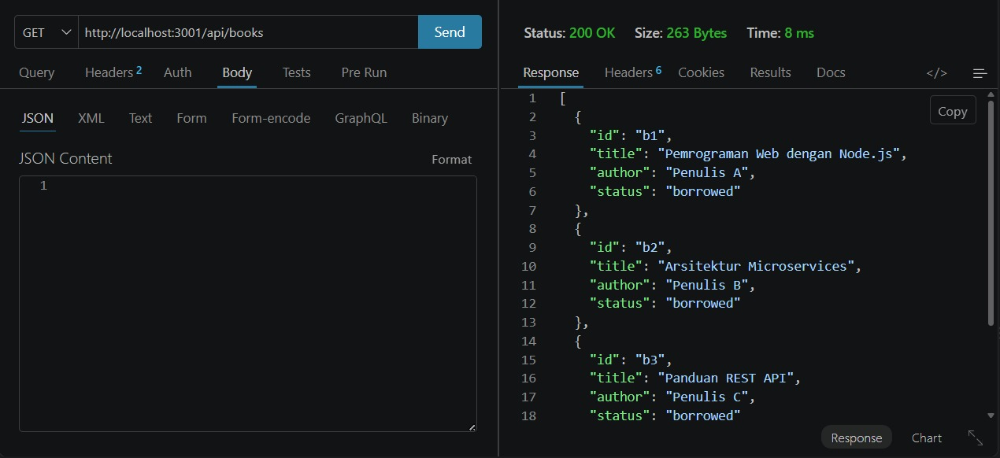 GET http://localhost:3001/api/books Send
Query Headers 2 Auth Body Tests Pre Run
JSON XML Text Form Form-encode GraphQL Binary
JSON Content Format
1
Status: 200 OK Size: 263 Bytes Time: 8 ms
Response Headers 6 Cookies Results Docs </>
Copy
1 [
2 {
3 "id": "b1",
4 "title": "Pemrograman Web dengan Node.js",
5 "author": "Penulis A",
6 "status": "borrowed"
7 },
8 {
9 "id": "b2",
10 "title": "Arsitektur Microservices",
11 "author": "Penulis B",
12 "status": "borrowed"
13 },
14 {
15 "id": "b3",
16 "title": "Panduan REST API",
17 "author": "Penulis C",
18 "status": "borrowed"
Response Chart